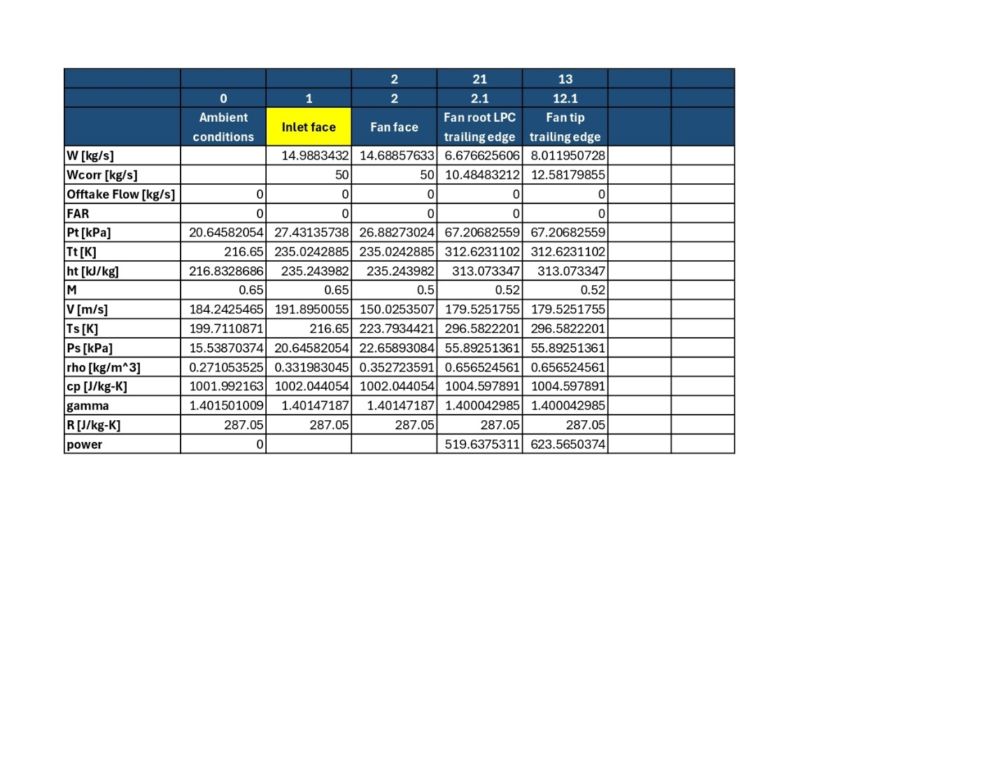 2 21 13
0 1 2 2.1 12.1
Ambient conditions Inlet face Fan face Fan root LPC trailing edge Fan tip trailing edge
W [kg/s] 14.9883432 14.68857633 6.676625606 8.011950728
Wcorr [kg/s] 50 50 10.48483212 12.58179855
Offtake Flow [kg/s] 0 0 0 0 0
FAR 0 0 0 0 0
Pt [kPa] 20.64582054 27.43135738 26.88273024 67.20682559 67.20682559
Tt [K] 216.65 235.0242885 235.0242885 312.6231102 312.6231102
ht [kJ/kg] 216.8328686 235.243982 235.243982 313.073347 313.073347
M 0.65 0.65 0.5 0.52 0.52
V [m/s] 184.2425465 191.8950055 150.0253507 179.5251755 179.5251755
Ts [K] 199.7110871 216.65 223.7934421 296.5822201 296.5822201
Ps [kPa] 15.53870374 20.64582054 22.65893084 55.89251361 55.89251361
rho [kg/m^3] 0.271053525 0.331983045 0.352723591 0.656524561 0.656524561
cp [J/kg-K] 1001.992163 1002.044054 1002.044054 1004.597891 1004.597891
gamma 1.401501009 1.40147187 1.40147187 1.400042985 1.400042985
R [J/kg-K] 287.05 287.05 287.05 287.05 287.05
power 0 519.6375311 623.5650374